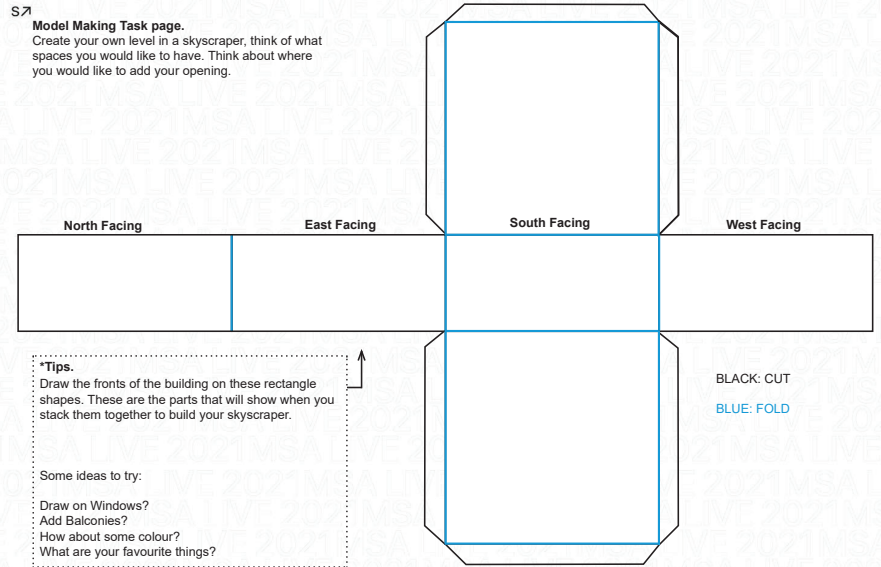 S↗
Model Making Task page.
Create your own level in a skyscraper, think of what
spaces you would like to have. Think about where
you would like to add your opening.
North Facing
East Facing
South Facing
West Facing
*Tips.
Draw the fronts of the building on these rectangle
shapes. These are the parts that will show when you
stack them together to build your skyscraper.
Some ideas to try:
Draw on Windows?
Add Balconies?
How about some colour?
What are your favourite things?
BLACK: CUT
BLUE: FOLD